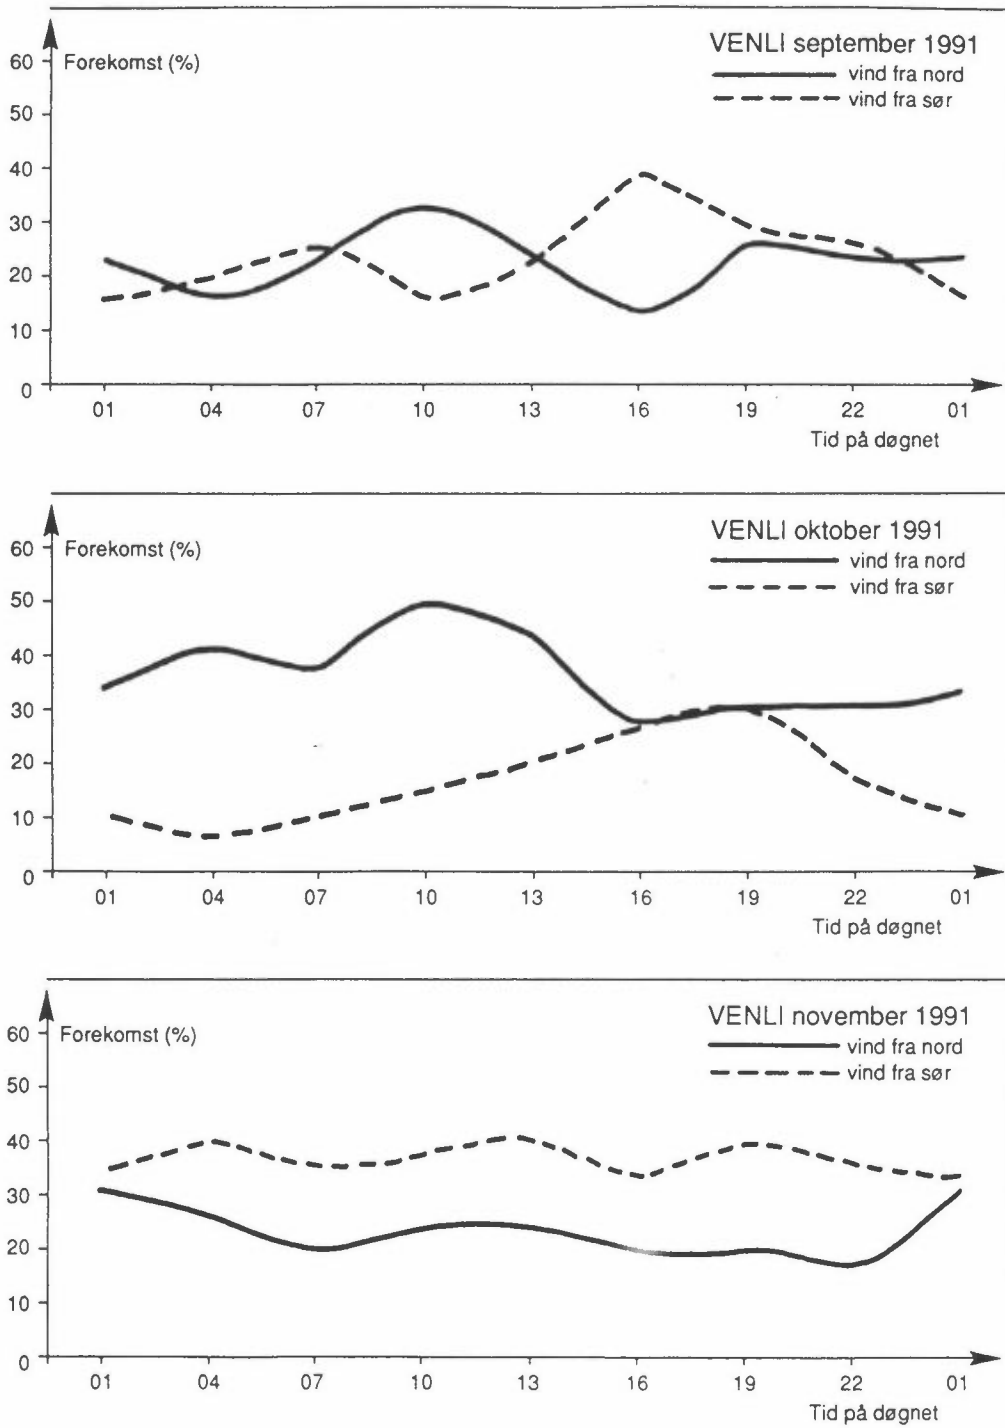 VENLI september 1991
Forekomst (%)
vind fra nord
vind fra sør
60
50
40
30
20
10
0
01 04 07 10 13 16 19 22 01
Tid på døgnet
VENLI oktober 1991
Forekomst (%)
vind fra nord
vind fra sør
60
50
40
30
20
10
0
01 04 07 10 13 16 19 22 01
Tid på døgnet
VENLI november 1991
Forekomst (%)
vind fra nord
vind fra sør
60
50
40
30
20
10
0
01 04 07 10 13 16 19 22 01
Tid på døgnet